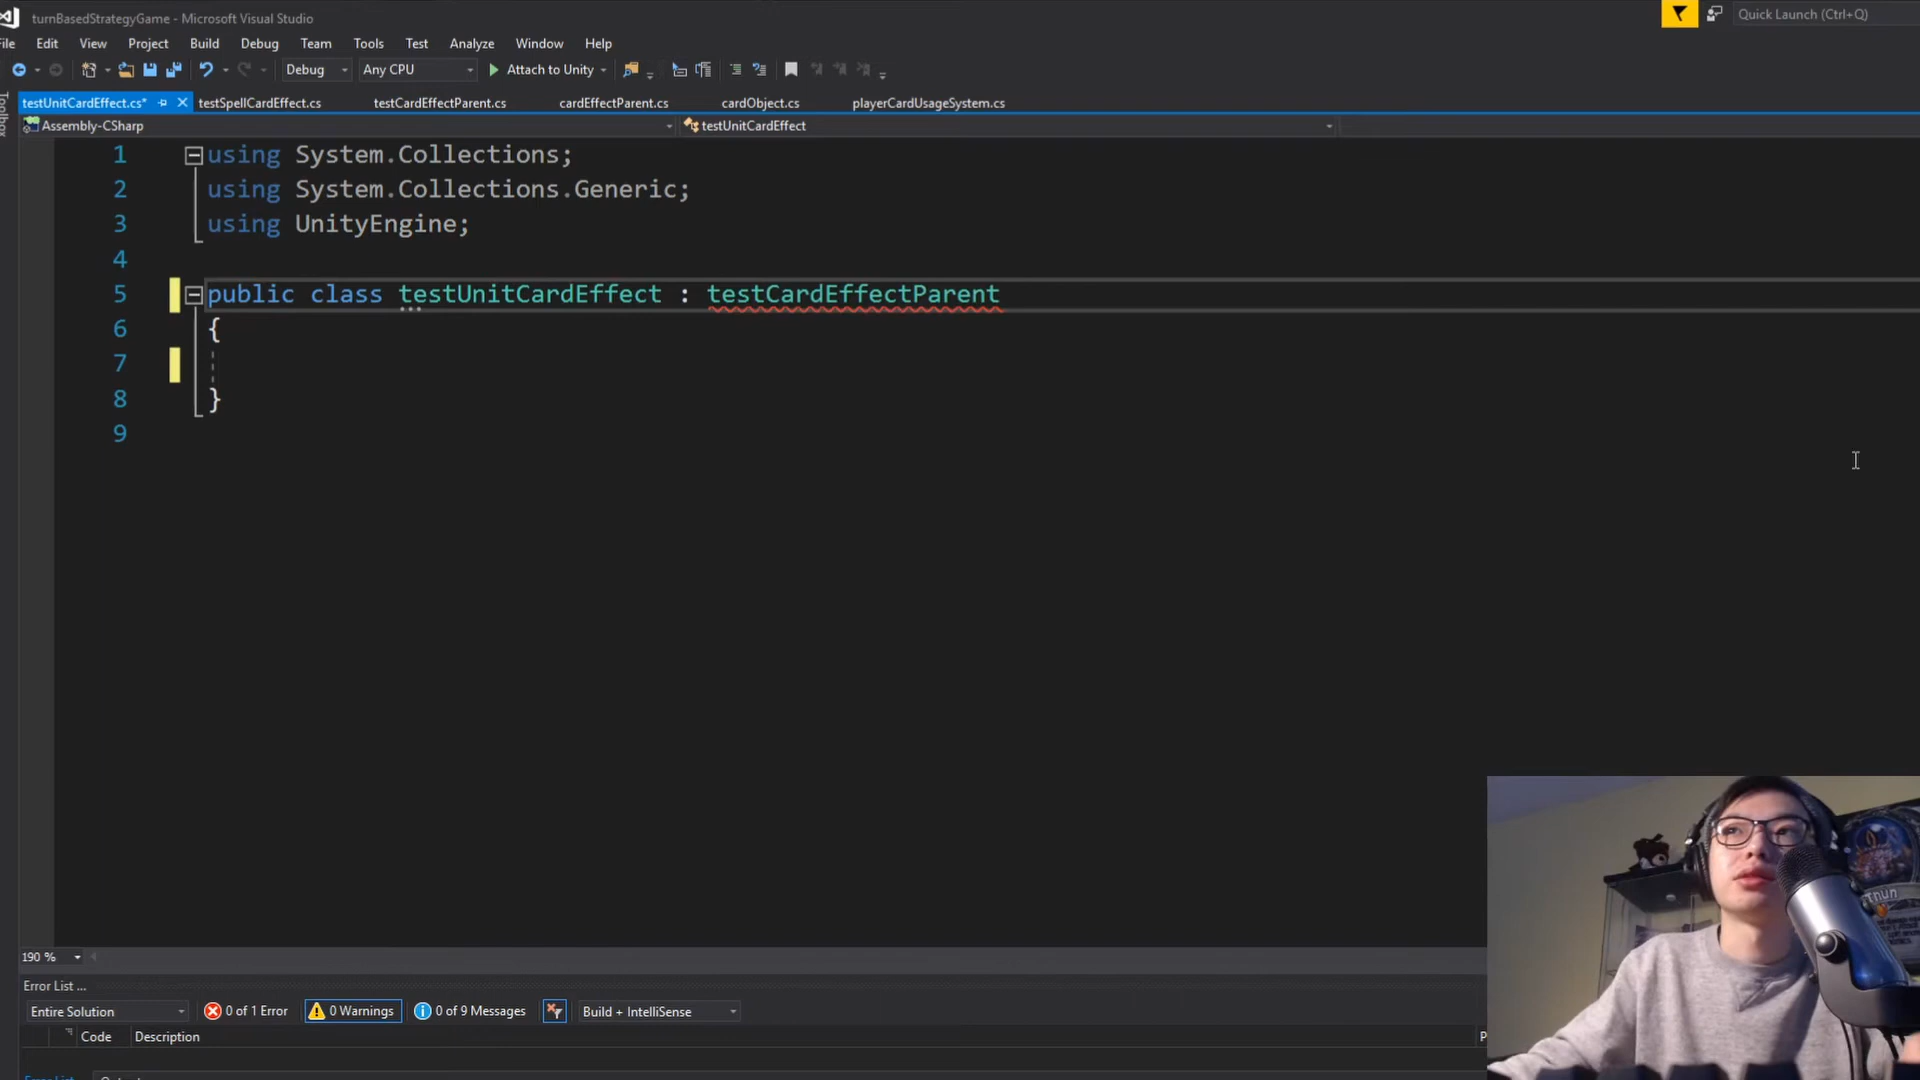 turnBasedStrategyGame - Microsoft Visual Studio
Quick Launch (Ctrl+Q)
File Edit View Project Build Debug Team Tools Test Analyze Window Help
Debug Any CPU Attach to Unity
Toolbox
testUnitCardEffect.cs* testSpellCardEffect.cs testCardEffectParent.cs cardEffectParent.cs cardObject.cs playerCardUsageSystem.cs
Assembly-CSharp testUnitCardEffect
1 using System.Collections;
2 using System.Collections.Generic;
3 using UnityEngine;
4
5 public class testUnitCardEffect : testCardEffectParent
6 {
7
8 }
9
190 %
Error List ...
Entire Solution 0 of 1 Error 0 Warnings 0 of 9 Messages Build + IntelliSense
Code Description P
Error List